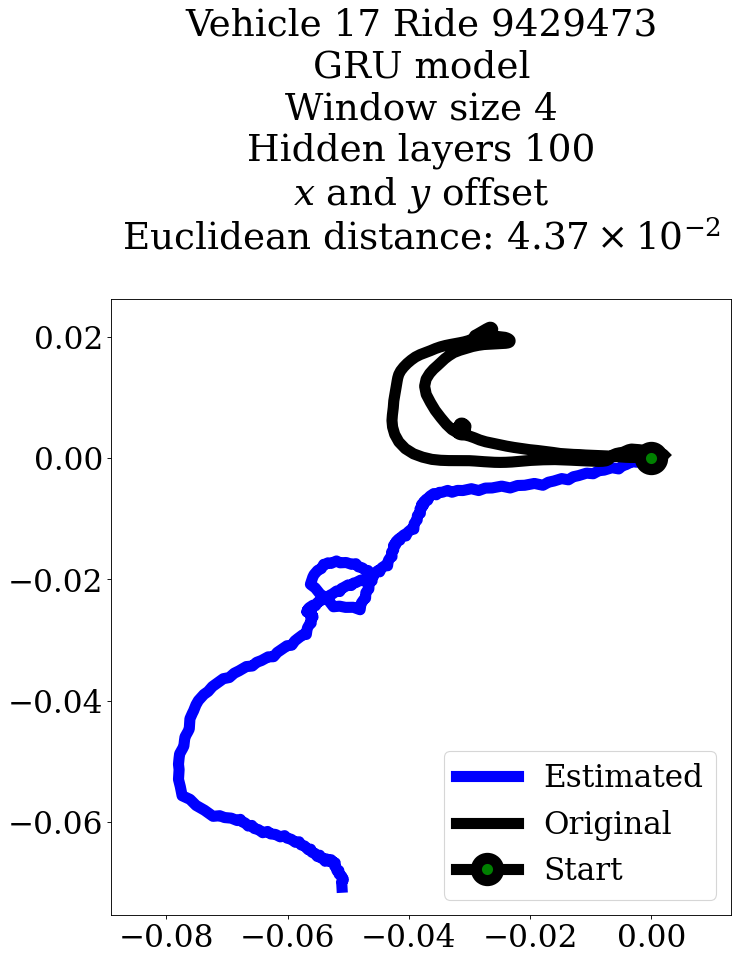 Vehicle 17 Ride 9429473
GRU model
Window size 4
Hidden layers 100
x and y offset
Euclidean distance: 4.37 × 10⁻²
0.02
0.00
−0.02
−0.04
−0.06
Estimated
Original
Start
−0.08 −0.06 −0.04 −0.02 0.00